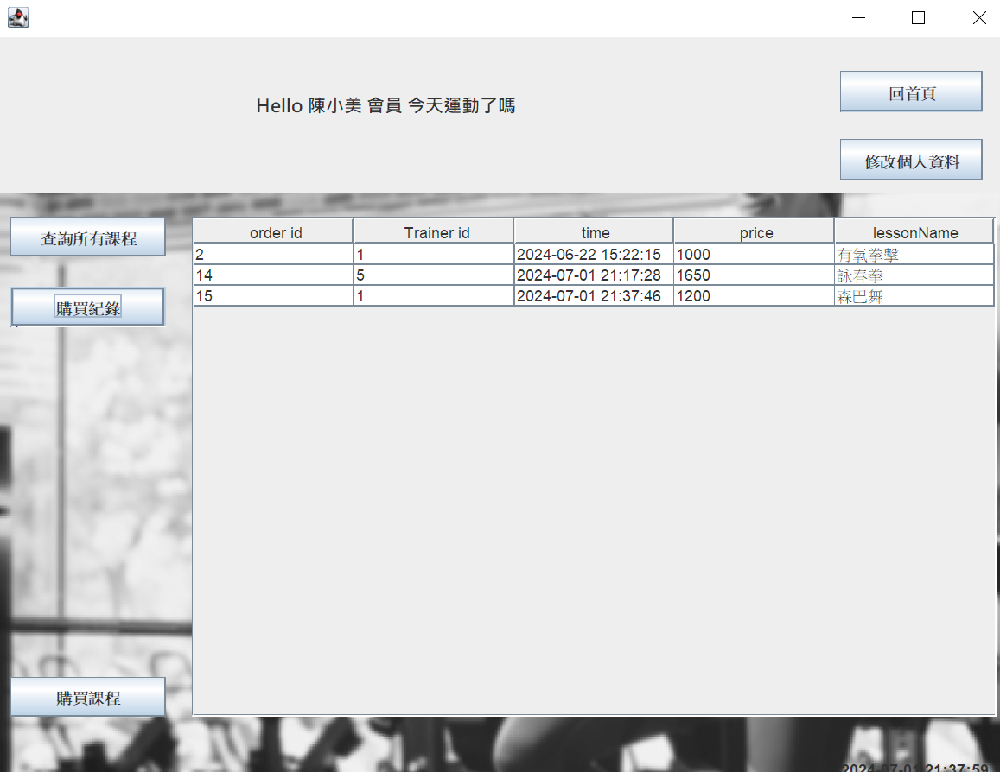 Hello 陳小美 會員 今天運動了嗎
回首頁
修改個人資料
查詢所有課程
購買紀錄
購買課程
order id Trainer id time price lessonName
2 1 2024-06-22 15:22:15 1000 有氧拳擊
14 5 2024-07-01 21:17:28 1650 詠春拳
15 1 2024-07-01 21:37:46 1200 森巴舞
2024-07-01 21:37:59